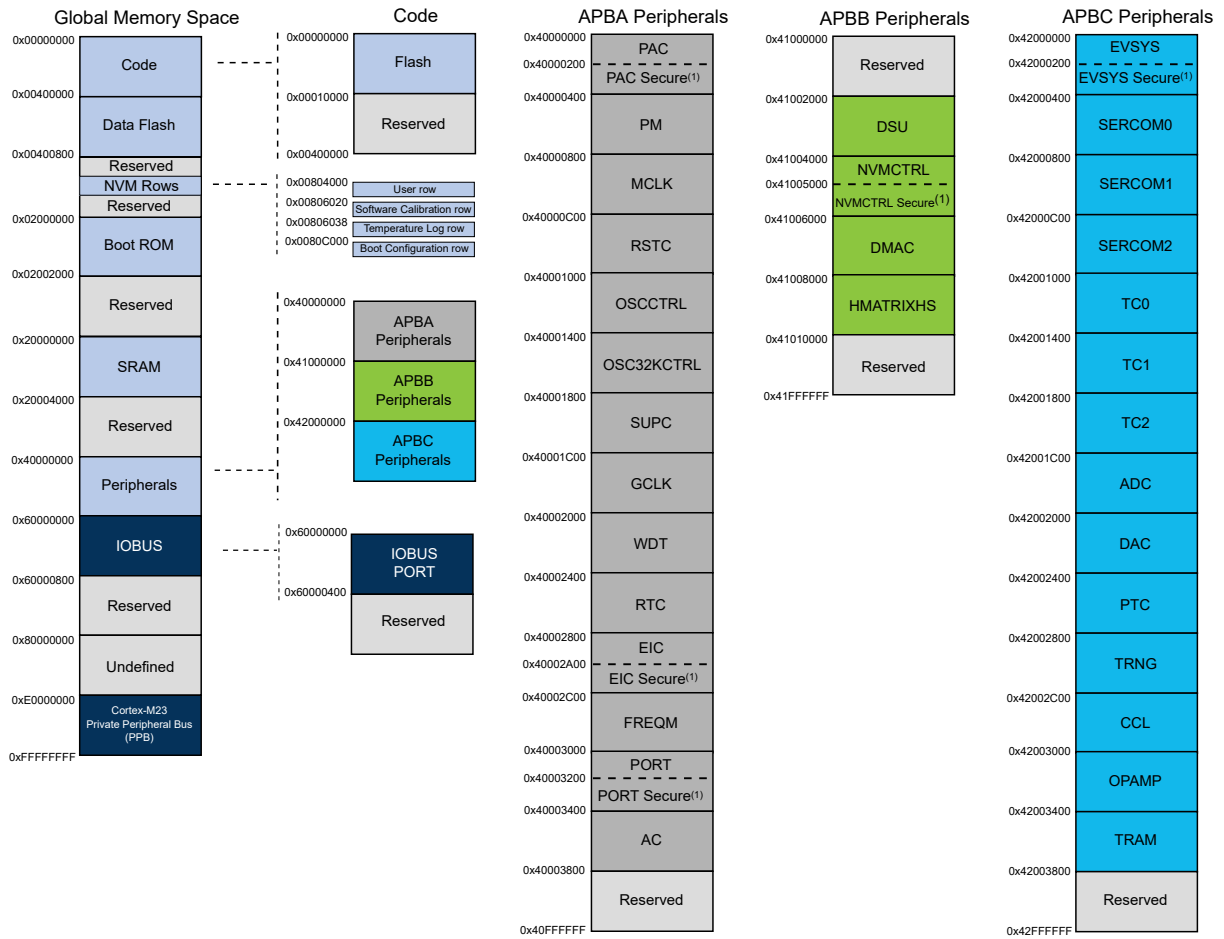 Global Memory Space
0x00000000
Code
0x00400000
Data Flash
0x00400800
Reserved
NVM Rows
Reserved
0x02000000
Boot ROM
0x02002000
Reserved
0x20000000
SRAM
0x20004000
Reserved
0x40000000
Peripherals
0x60000000
IOBUS
0x60000800
Reserved
0x80000000
Undefined
0xE0000000
Cortex-M23
Private Peripheral Bus
(PPB)
0xFFFFFFFF
Code
0x00000000
Flash
0x00010000
Reserved
0x00400000
0x00804000
User row
0x00806020
Software Calibration row
0x00806038
Temperature Log row
0x0080C000
Boot Configuration row
0x40000000
APBA
Peripherals
0x41000000
APBB
Peripherals
0x42000000
APBC
Peripherals
0x60000000
IOBUS
PORT
0x60000400
Reserved
APBA Peripherals
0x40000000
PAC
0x40000200
PAC Secure(1)
0x40000400
PM
0x40000800
MCLK
0x40000C00
RSTC
0x40001000
OSCCTRL
0x40001400
OSC32KCTRL
0x40001800
SUPC
0x40001C00
GCLK
0x40002000
WDT
0x40002400
RTC
0x40002800
EIC
0x40002A00
EIC Secure(1)
0x40002C00
FREQM
0x40003000
PORT
0x40003200
PORT Secure(1)
0x40003400
AC
0x40003800
Reserved
0x40FFFFFF
APBB Peripherals
0x41000000
Reserved
0x41002000
DSU
0x41004000
NVMCTRL
0x41005000
NVMCTRL Secure(1)
0x41006000
DMAC
0x41008000
HMATRIXHS
0x41010000
Reserved
0x41FFFFFF
APBC Peripherals
0x42000000
EVSYS
0x42000200
EVSYS Secure(1)
0x42000400
SERCOM0
0x42000800
SERCOM1
0x42000C00
SERCOM2
0x42001000
TC0
0x42001400
TC1
0x42001800
TC2
0x42001C00
ADC
0x42002000
DAC
0x42002400
PTC
0x42002800
TRNG
0x42002C00
CCL
0x42003000
OPAMP
0x42003400
TRAM
0x42003800
Reserved
0x42FFFFFF